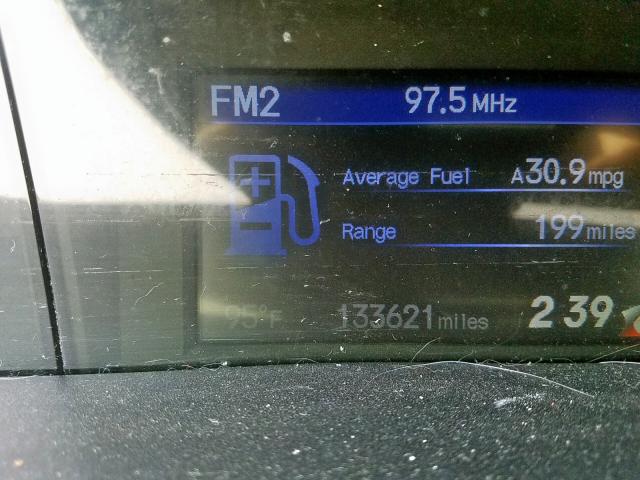 FM2 97.5 MHz
Average Fuel A30.9 mpg
Range 199 miles
95°F 133621 miles 2 39